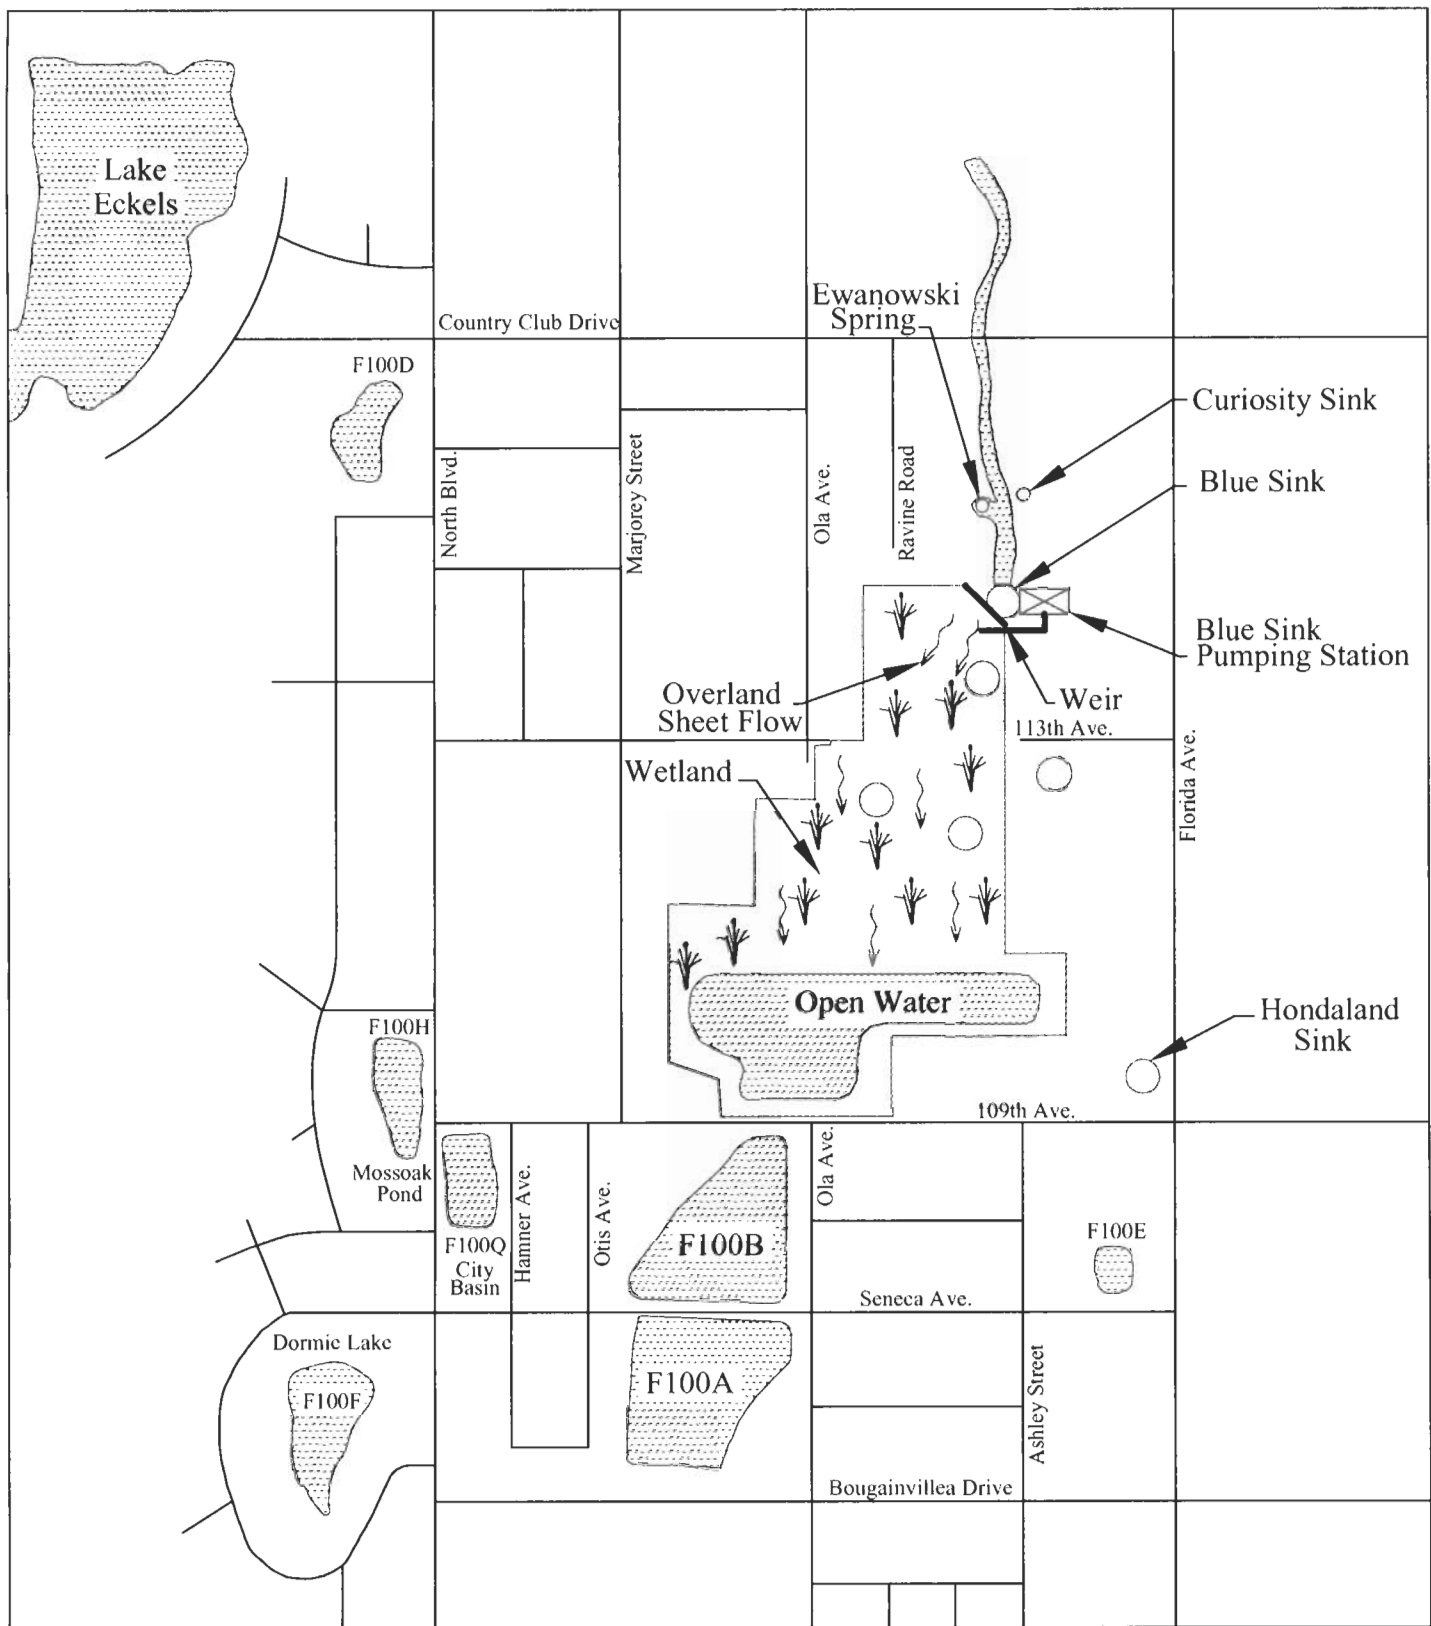 Lake
Eckels
Ewanowski
Spring
Country Club Drive
F100D
Curiosity Sink
North Blvd.
Marjorey Street
Ola Ave.
Ravine Road
Blue Sink
Blue Sink
Pumping Station
Overland
Sheet Flow
Weir
113th Ave.
Wetland
Florida Ave.
Open Water
Hondaland
Sink
F100H
109th Ave.
Mossoak
Pond
F100Q
City
Basin
Hamner Ave.
Otis Ave.
F100B
Ola Ave.
F100E
Seneca Ave.
Dormic Lake
F100F
F100A
Ashley Street
Bougainvillea Drive